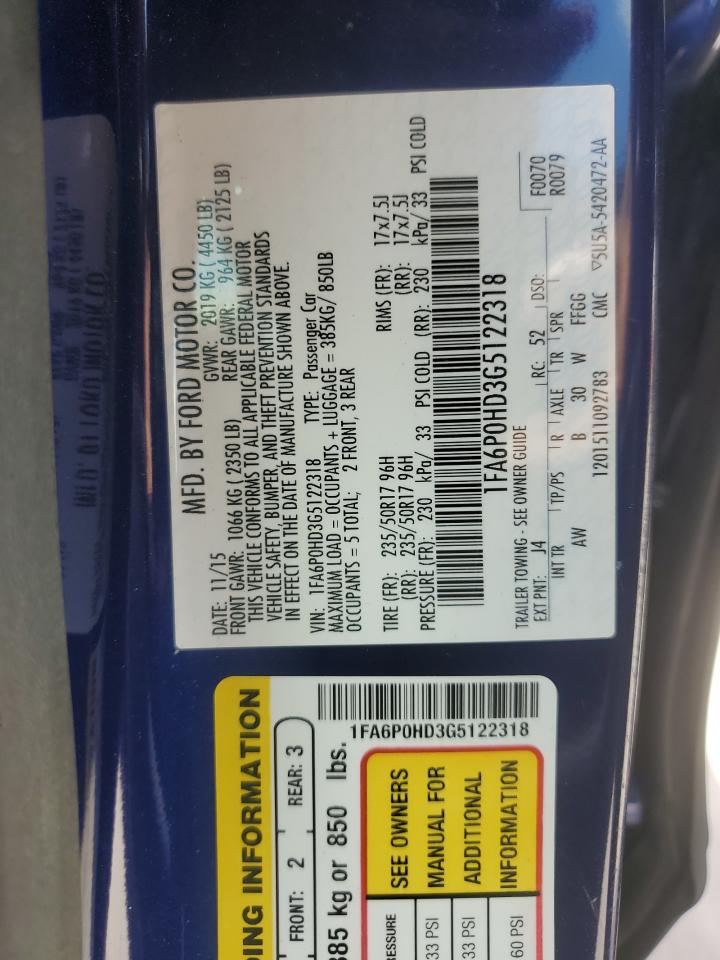 MFD. BY FORD MOTOR CO.
DATE: 11/15 GVWR: 2019 KG ( 4450 LB)
FRONT GAWR: 1066 KG ( 2350 LB) REAR GAWR: 964 KG ( 2125 LB)
THIS VEHICLE CONFORMS TO ALL APPLICABLE FEDERAL MOTOR
VEHICLE SAFETY, BUMPER, AND THEFT PREVENTION STANDARDS
IN EFFECT ON THE DATE OF MANUFACTURE SHOWN ABOVE.
VIN: 1FA6P0HD3G5122318 TYPE: Passenger Car
MAXIMUM LOAD = OCCUPANTS + LUGGAGE = 385KG/ 850LB
OCCUPANTS = 5 TOTAL; 2 FRONT, 3 REAR
TIRE (FR): 235/50R17 96H RIMS (FR): 17x7.5J
(RR): 235/50R17 96H (RR): 17x7.5J
PRESSURE (FR): 230 kPa/ 33 PSI COLD (RR): 230 kPa/ 33 PSI COLD
1FA6P0HD3G5122318
TRAILER TOWING - SEE OWNER GUIDE
EXT PNT: J4 RC: 52 DSO: F0070
R0079
INT TR TP/PS R AXLE TR SPR
AW B 30 W FFGG
1201511092783 CMC ▽5U5A-5420472-AA
DING INFORMATION
FRONT: 2 REAR: 3
385 kg or 850 lbs.
1FA6P0HD3G5122318
PRESSURE SEE OWNERS
33 PSI MANUAL FOR
33 PSI ADDITIONAL
60 PSI INFORMATION